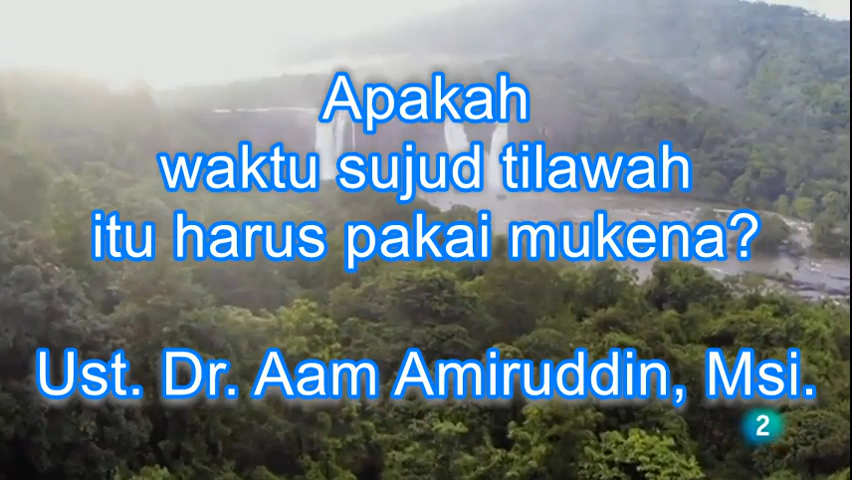 Apakah
waktu sujud tilawah
itu harus pakai mukena?
Ust. Dr. Aam Amiruddin, Msi.
2